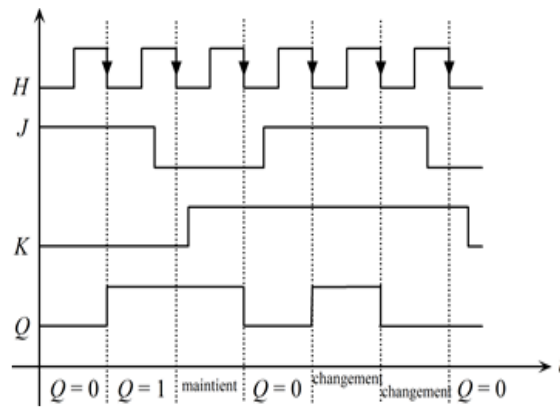 H
J
K
Q
Q = 0 Q = 1 maintient Q = 0 changement changement Q = 0